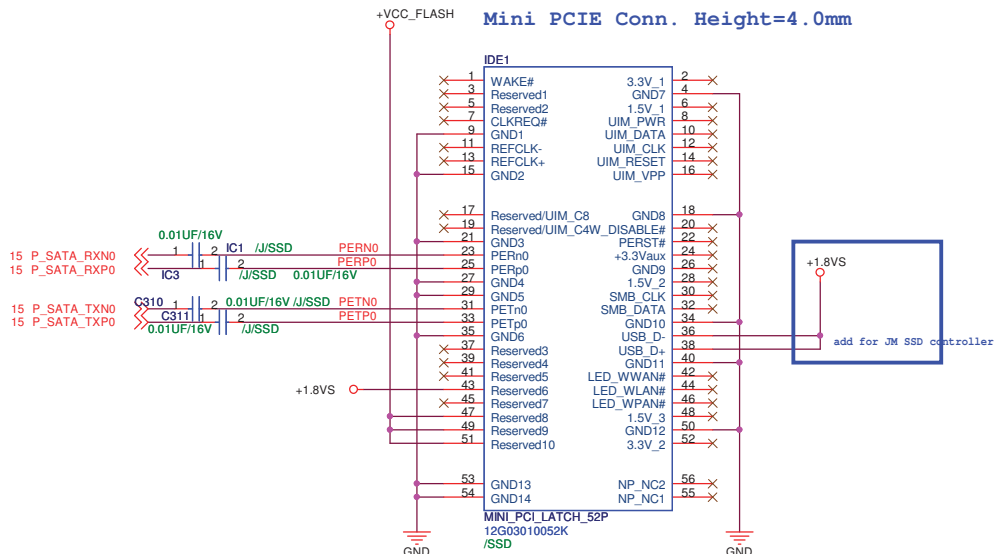 +VCC_FLASH
Mini PCIE Conn. Height=4.0mm
IDE1
1 WAKE# 3.3V_1 2
3 Reserved1 GND7 4
5 Reserved2 1.5V_1 6
7 CLKREQ# UIM_PWR 8
9 GND1 UIM_DATA 10
11 REFCLK- UIM_CLK 12
13 REFCLK+ UIM_RESET 14
15 GND2 UIM_VPP 16
17 Reserved/UIM_C8 GND8 18
19 Reserved/UIM_C4W_DISABLE# 20
21 GND3 PERST# 22
23 PERn0 +3.3Vaux 24
25 PERp0 GND9 26
27 GND4 1.5V_2 28
29 GND5 SMB_CLK 30
31 PETn0 SMB_DATA 32
33 PETp0 GND10 34
35 GND6 USB_D- 36
37 Reserved3 USB_D+ 38
39 Reserved4 GND11 40
41 Reserved5 LED_WWAN# 42
43 Reserved6 LED_WLAN# 44
45 Reserved7 LED_WPAN# 46
47 Reserved8 1.5V_3 48
49 Reserved9 GND12 50
51 Reserved10 3.3V_2 52
53 GND13 NP_NC2 56
54 GND14 NP_NC1 55
MINI_PCI_LATCH_52P
12G03010052K
/SSD
0.01UF/16V
1 2 IC1 /J/SSD PERN0
15 P_SATA_RXN0
15 P_SATA_RXP0
1 2 PERP0
IC3 /J/SSD 0.01UF/16V
C310 1 2 0.01UF/16V /J/SSD PETN0
15 P_SATA_TXN0
15 P_SATA_TXP0
C311 1 2 PETP0
0.01UF/16V /J/SSD
+1.8VS
+1.8VS
add for JM SSD controller
GND
GND